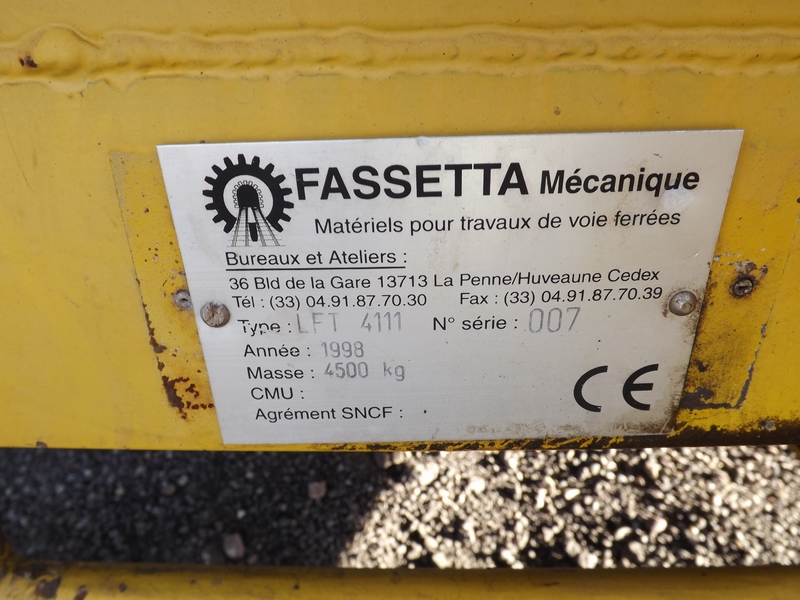 FASSETTA Mécanique
Matériels pour travaux de voie ferrées
Bureaux et Ateliers :
36 Bld de la Gare 13713 La Penne/Huveaune Cedex
Tél : (33) 04.91.87.70.30 Fax : (33) 04.91.87.70.39
Type : LFT 4111 N° série : 007
Année : 1998
Masse : 4500 kg
CMU :
Agrément SNCF :
CE